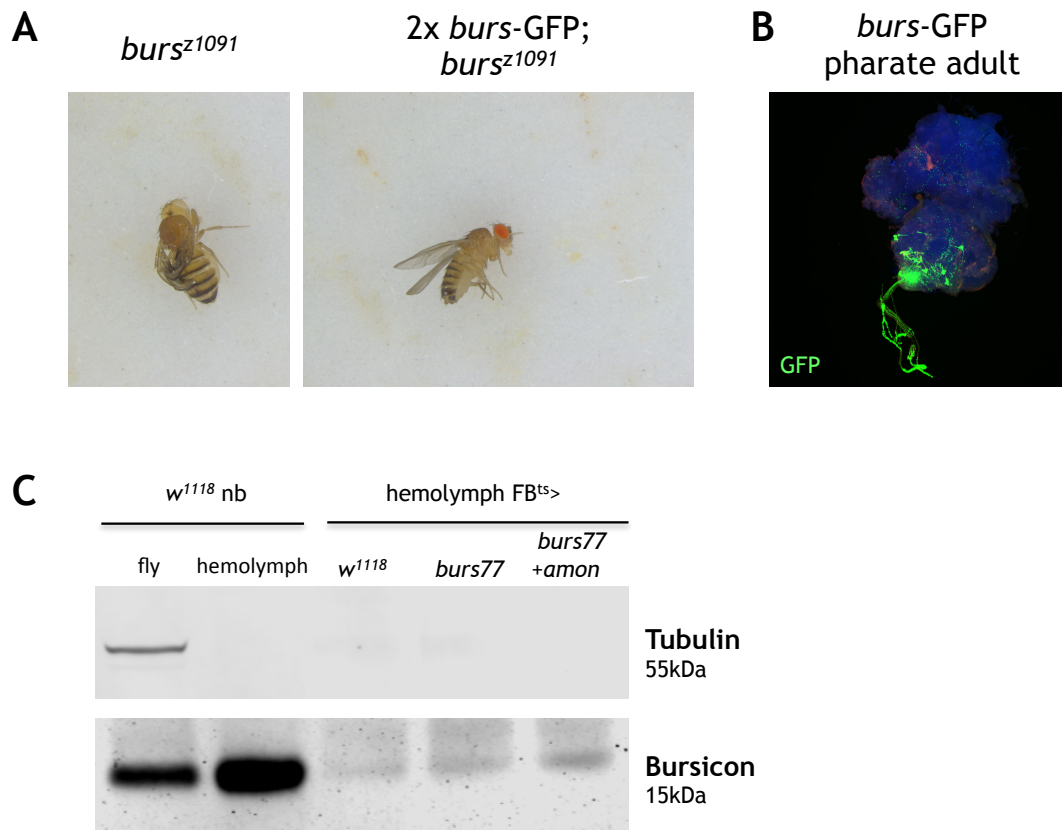 A
burs^z1091
2x burs-GFP;
burs^z1091
B
burs-GFP
pharate adult
GFP
C
w^1118 nb
hemolymph FB^ts>
fly
hemolymph
w^1118
burs77
burs77
+amon
Tubulin
55kDa
Bursicon
15kDa